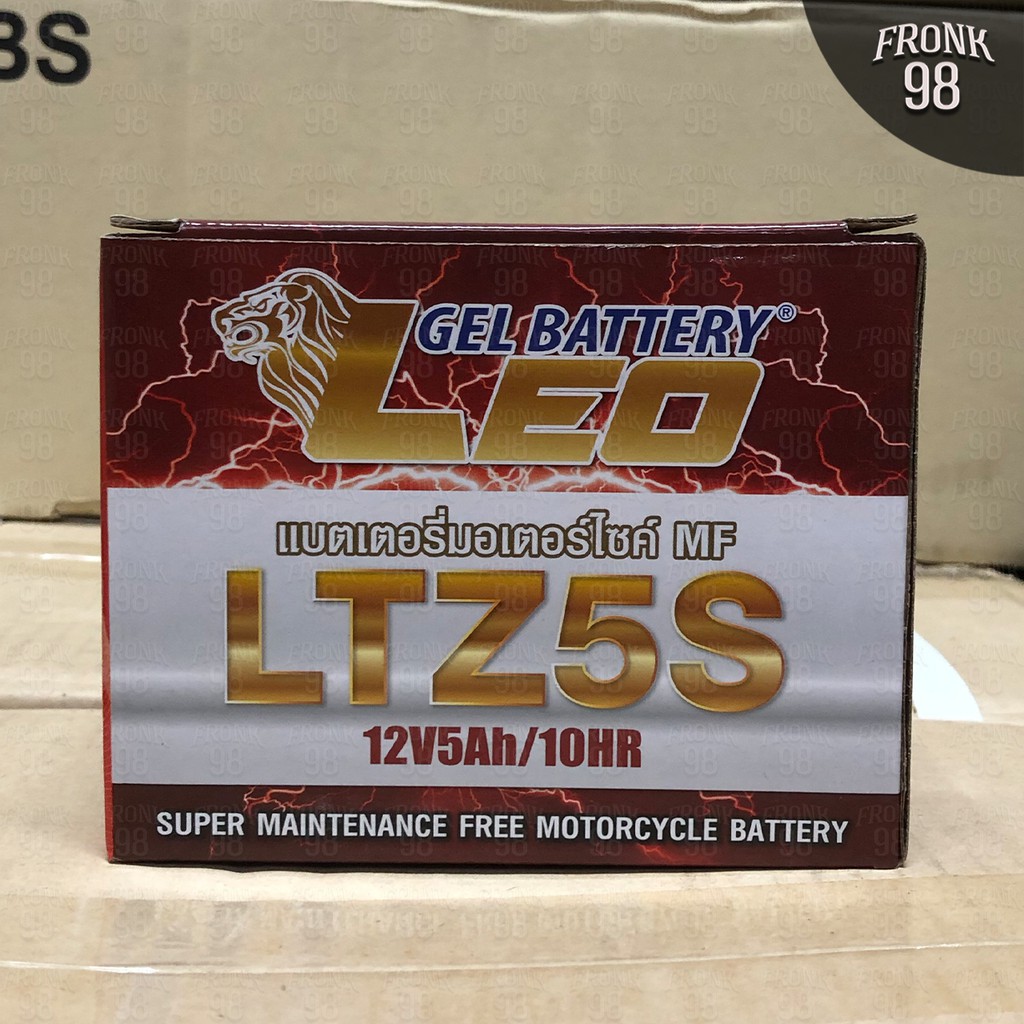 BS
FRONK
98
GEL BATTERY®
LEO
แบตเตอรี่มอเตอร์ไซค์ MF
LTZ5S
12V5Ah/10HR
SUPER MAINTENANCE FREE MOTORCYCLE BATTERY